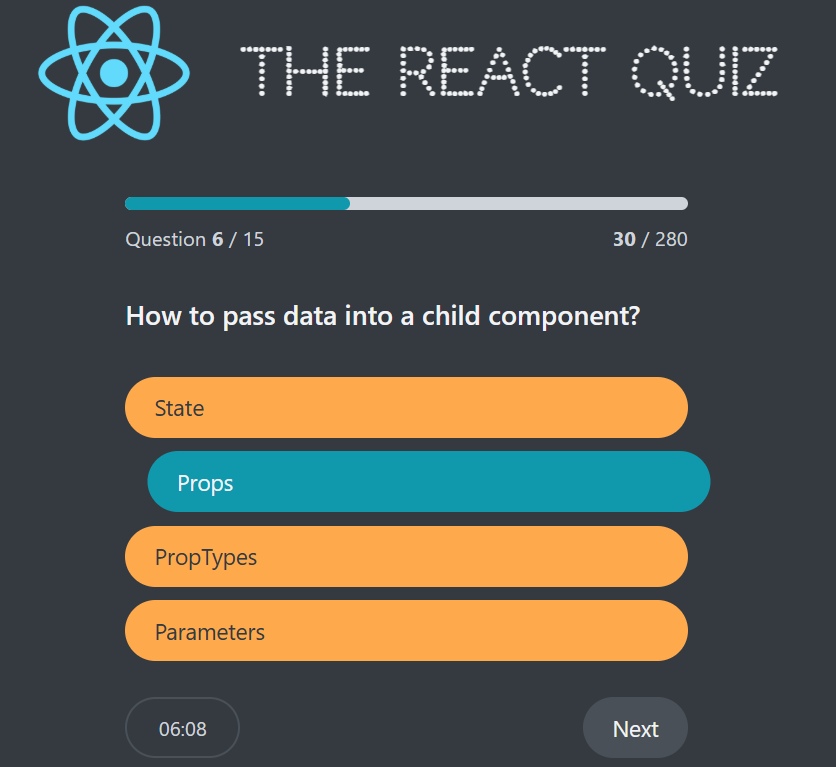 THE REACT QUIZ
Question 6 / 15
30 / 280
How to pass data into a child component?
State
Props
PropTypes
Parameters
06:08
Next